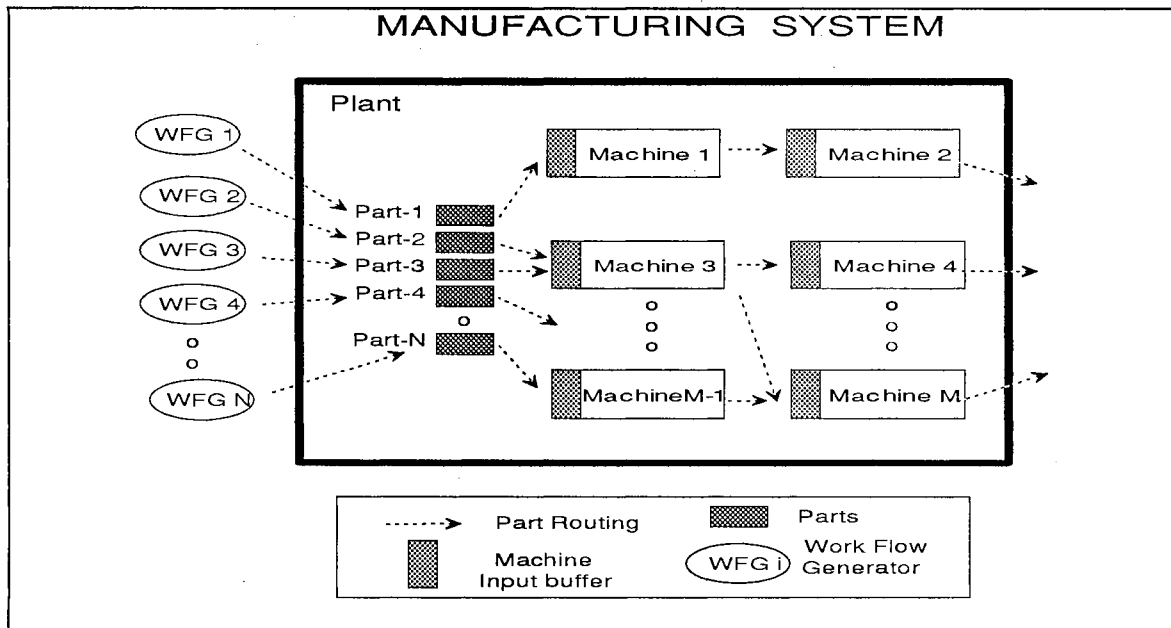 MANUFACTURING SYSTEM
Plant
WFG 1
WFG 2
WFG 3
WFG 4
o
o
WFG N
Part-1
Part-2
Part-3
Part-4
o
Part-N
Machine 1
Machine 2
Machine 3
Machine 4
o
o
o
o
o
o
MachineM-1
Machine M
Part Routing
Parts
Machine
Input buffer
WFG i
Work Flow
Generator